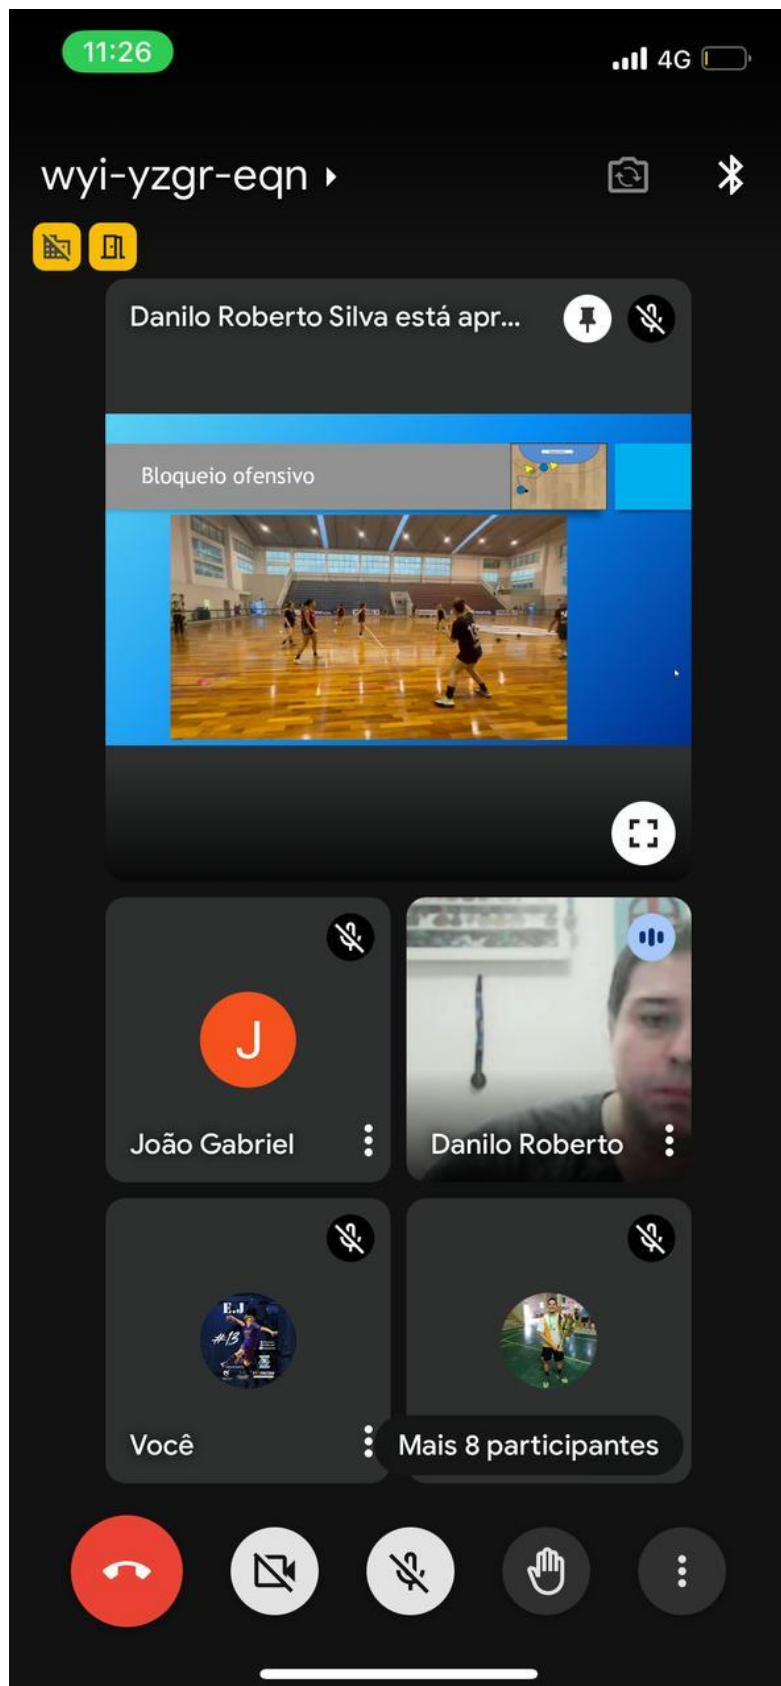 11:26
4G
wyi-yzgr-eqn
Danilo Roberto Silva está apr...
Bloqueio ofensivo
J
João Gabriel
Danilo Roberto
E.J
#13
Você
Mais 8 participantes